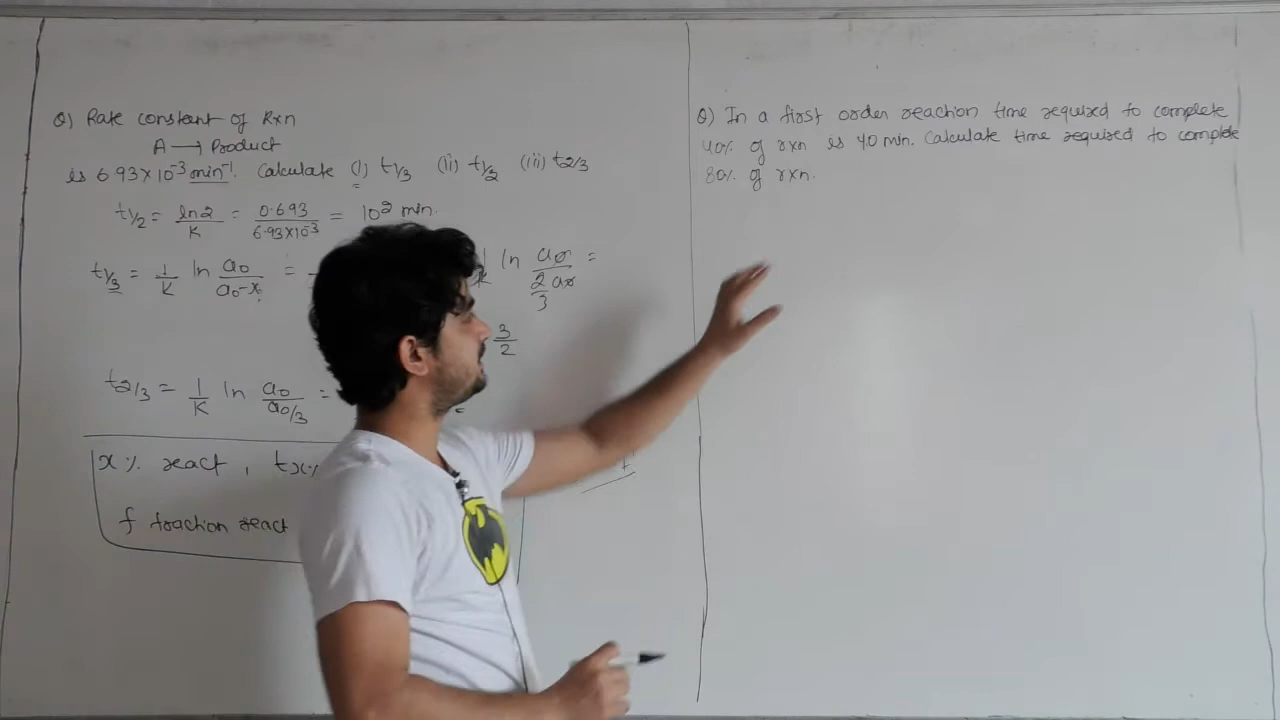 Q) Rate constant of Rxn
A → Product
is 6.93×10⁻³ min⁻¹. Calculate (i) t1/3 (ii) t1/2 (iii) t2/3
t1/2 = ln2/K = 0.693/6.93×10⁻³ = 10² min.
t1/3 = 1/K ln a0/a0-x = ln a0/(2/3 a0) =
3/2
t2/3 = 1/K ln a0/a0/3 =
x% react, tx%
f fraction react
Q) In a first order reaction time required to complete
40% of rxn is 40 min. Calculate time required to complete
80% of rxn.